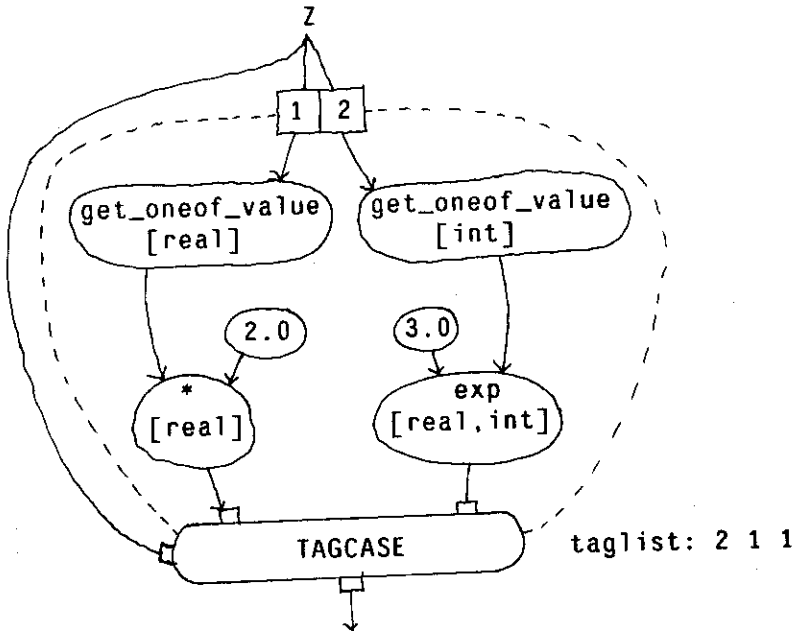 Z
1 2
get_oneof_value
[real]
get_oneof_value
[int]
2.0
3.0
*
[real]
exp
[real,int]
TAGCASE
taglist: 2 1 1